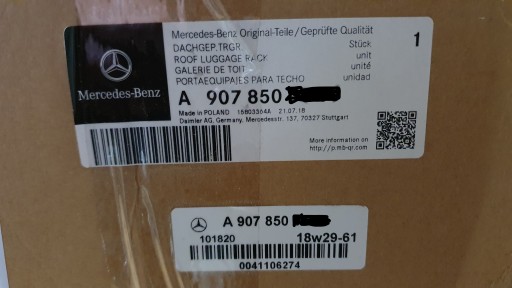 Mercedes-Benz Original-Teile/Geprüfte Qualität
DACHGEP.TRGR
Stück
1
ROOF LUGGAGE RACK
unit
GALERIE DE TOIT
unité
PORTAEQUIPAJES PARA TECHO
unidad
Mercedes-Benz
A 907 850
Made in POLAND 21.07.18
Daimler AG, Germany, Mercedesstr. 137, 70327 Stuttgart
More information on
http://p.mb-qr.com
A 907 850
101820
18w29-61
0041106274